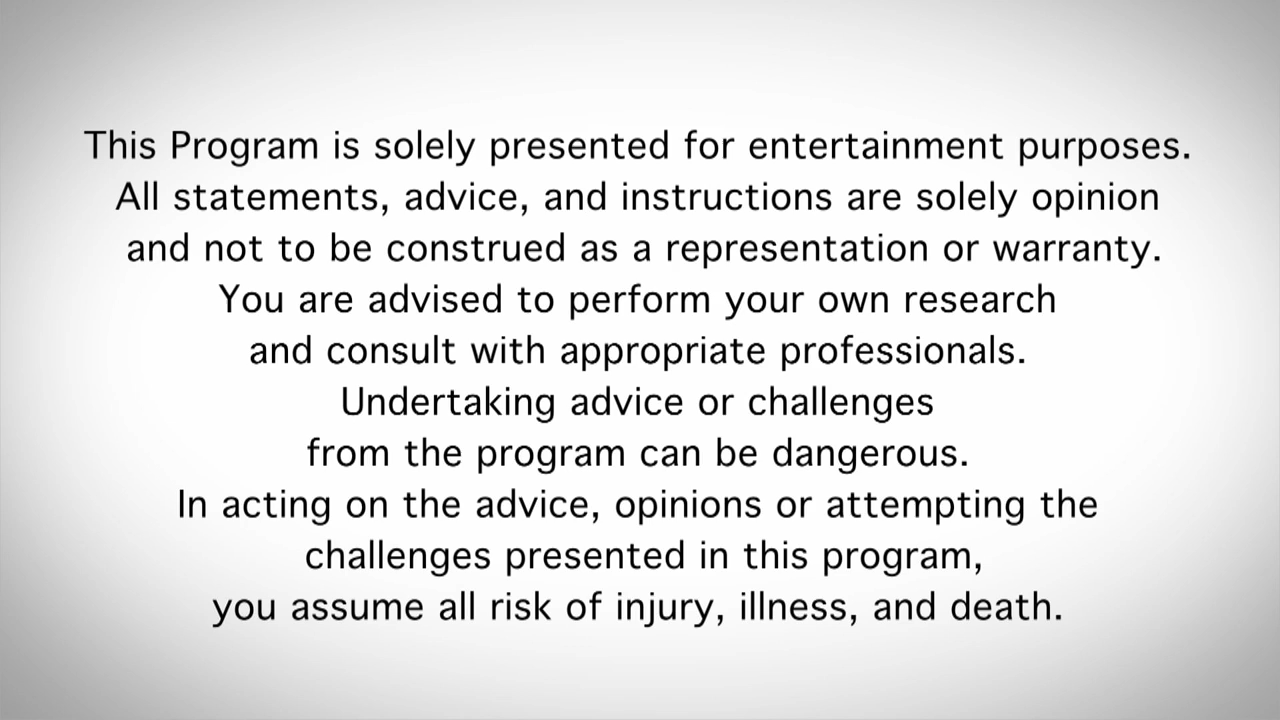 This Program is solely presented for entertainment purposes.
All statements, advice, and instructions are solely opinion
and not to be construed as a representation or warranty.
You are advised to perform your own research
and consult with appropriate professionals.
Undertaking advice or challenges
from the program can be dangerous.
In acting on the advice, opinions or attempting the
challenges presented in this program,
you assume all risk of injury, illness, and death.